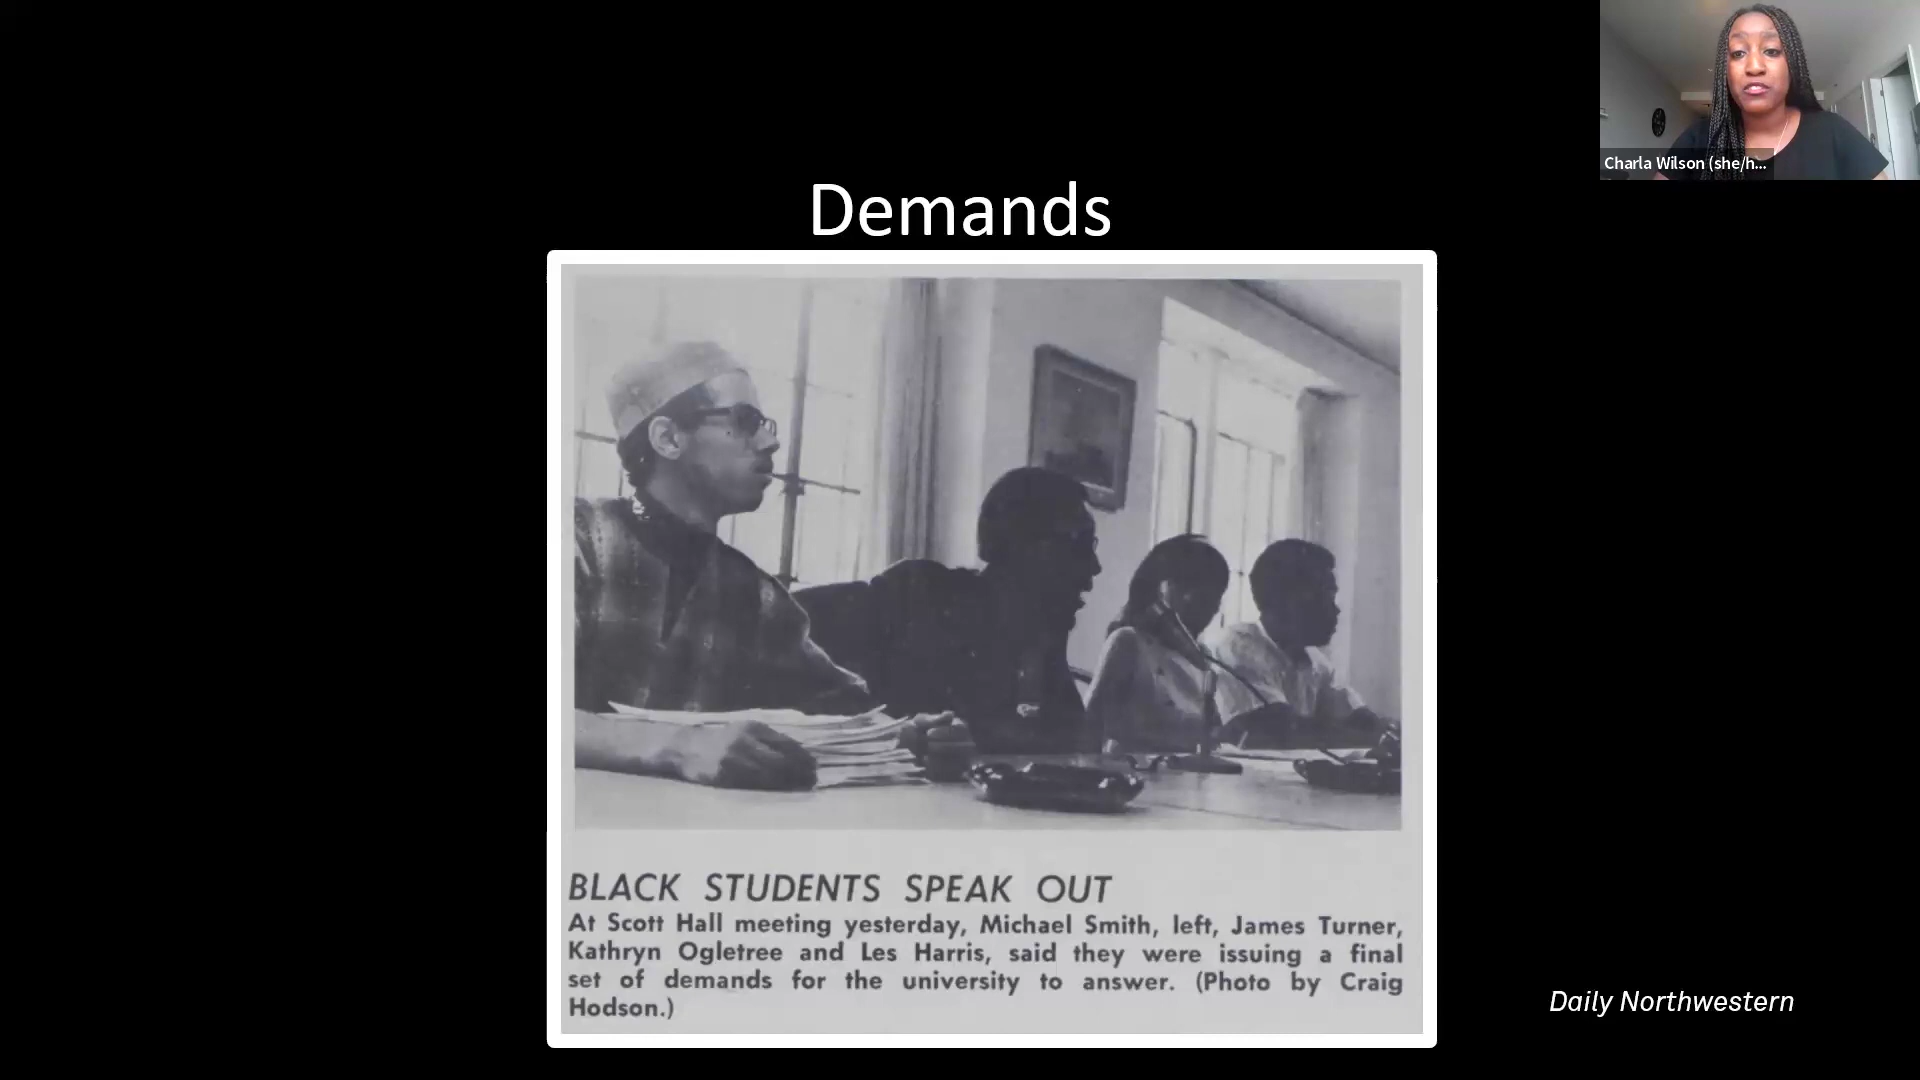 Charla Wilson (she/h...
Demands
BLACK STUDENTS SPEAK OUT
At Scott Hall meeting yesterday, Michael Smith, left, James Turner,
Kathryn Ogletree and Les Harris, said they were issuing a final
set of demands for the university to answer. (Photo by Craig
Hodson.)
Daily Northwestern